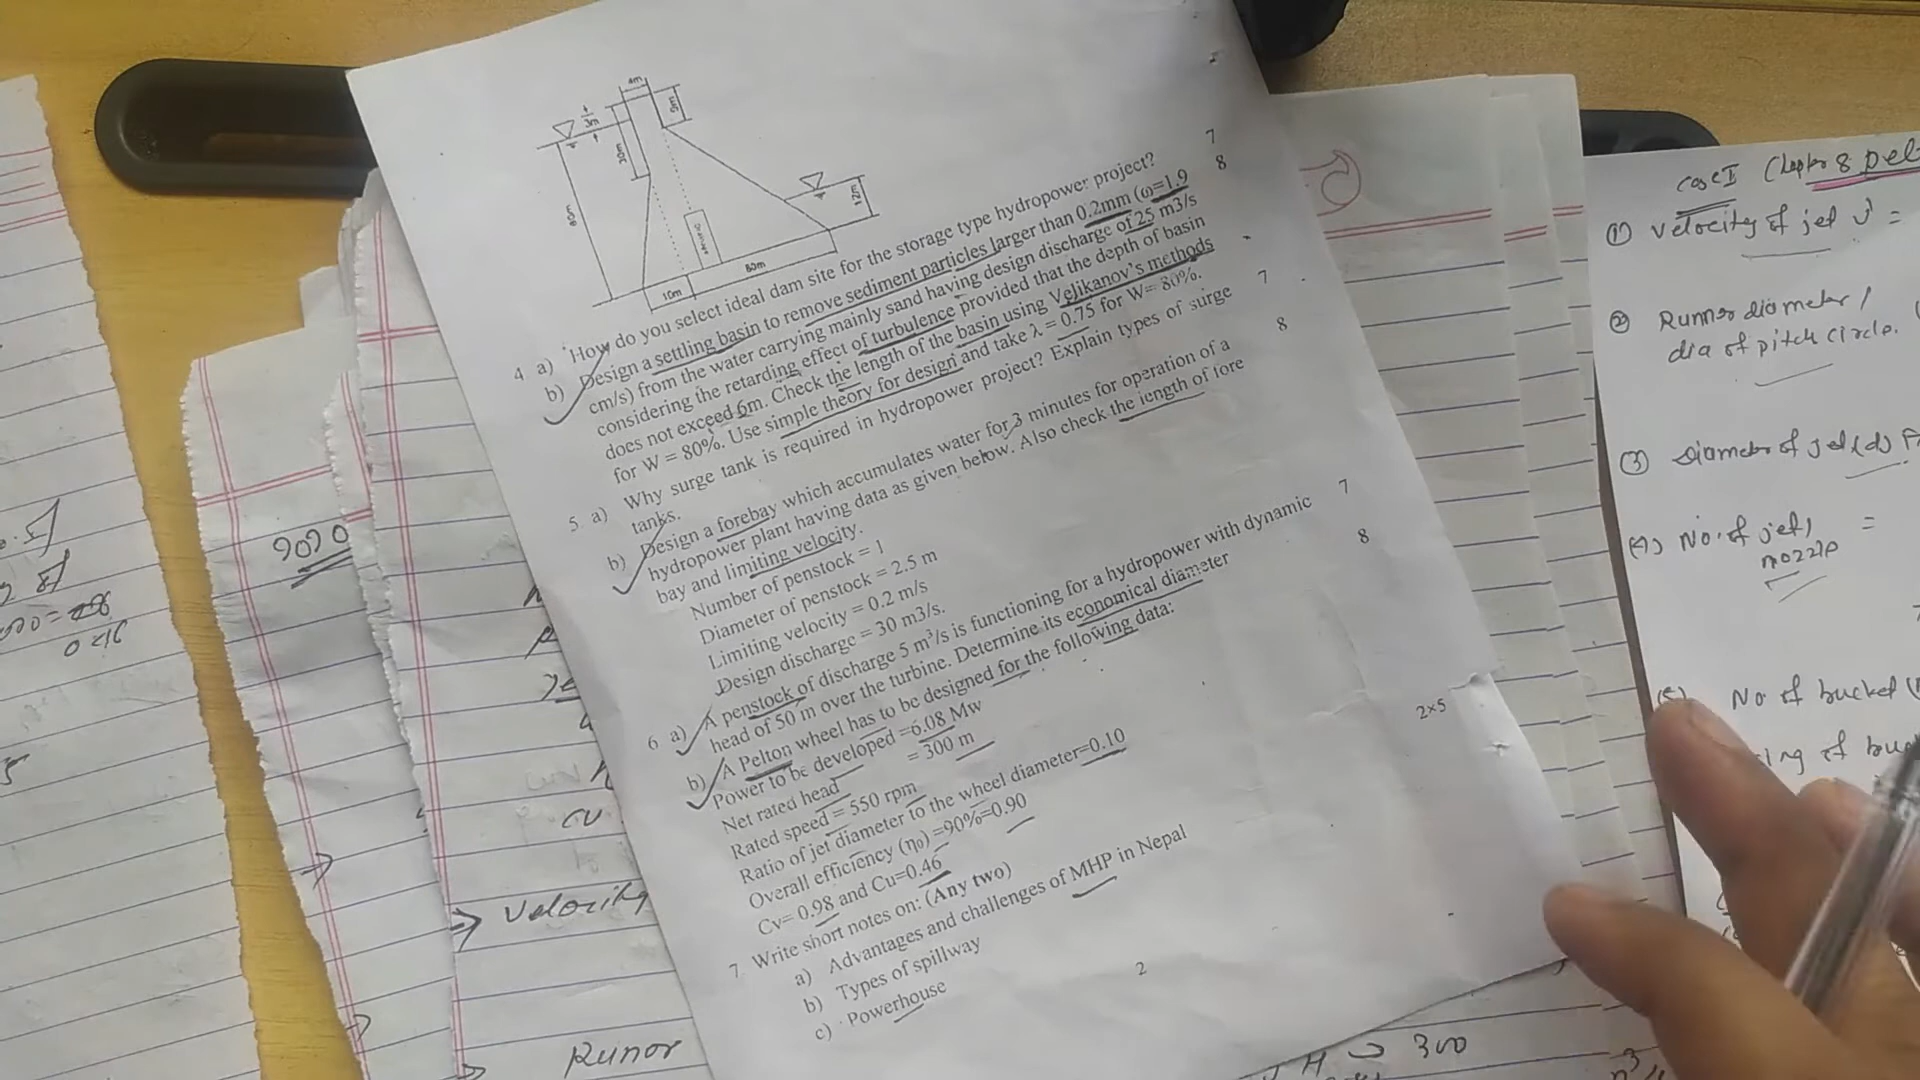 4m
3m
9m
30m
60m
12m
10m
80m
4 a) How do you select ideal dam site for the storage type hydropower project? 7
b) Design a settling basin to remove sediment particles larger than 0.2mm (ω=1.9 8
cm/s) from the water carrying mainly sand having design discharge of 25 m3/s
considering the retarding effect of turbulence provided that the depth of basin
does not exceed 6m. Check the length of the basin using Velikanov's methods
for W = 80%. Use simple theory for design and take λ = 0.75 for W= 80%.
5 a) Why surge tank is required in hydropower project? Explain types of surge 7
tanks.
b) Design a forebay which accumulates water for 3 minutes for operation of a 8
hydropower plant having data as given below. Also check the length of fore
bay and limiting velocity.
Number of penstock = 1
Diameter of penstock = 2.5 m
Limiting velocity = 0.2 m/s
Design discharge = 30 m3/s.
6 a) A penstock of discharge 5 m³/s is functioning for a hydropower with dynamic 7
head of 50 m over the turbine. Determine its economical diameter
b) A Pelton wheel has to be designed for the following data: 8
Power to be developed =6.08 Mw
Net rated head = 300 m
Rated speed = 550 rpm
Ratio of jet diameter to the wheel diameter=0.10
Overall efficiency (η₀) =90%=0.90
Cv= 0.98 and Cu=0.46
7 Write short notes on: (Any two) 2×5
a) Advantages and challenges of MHP in Nepal
b) Types of spillway
c) Powerhouse
2
Case I Chapter 8
① Velocity of jet =
② Runner diameter /
dia of pitch circle.
③ Diameter of jet (d)
(4) No. of jet, =
nozzle
(5) No of bucket
Velocity
Runor
H 300